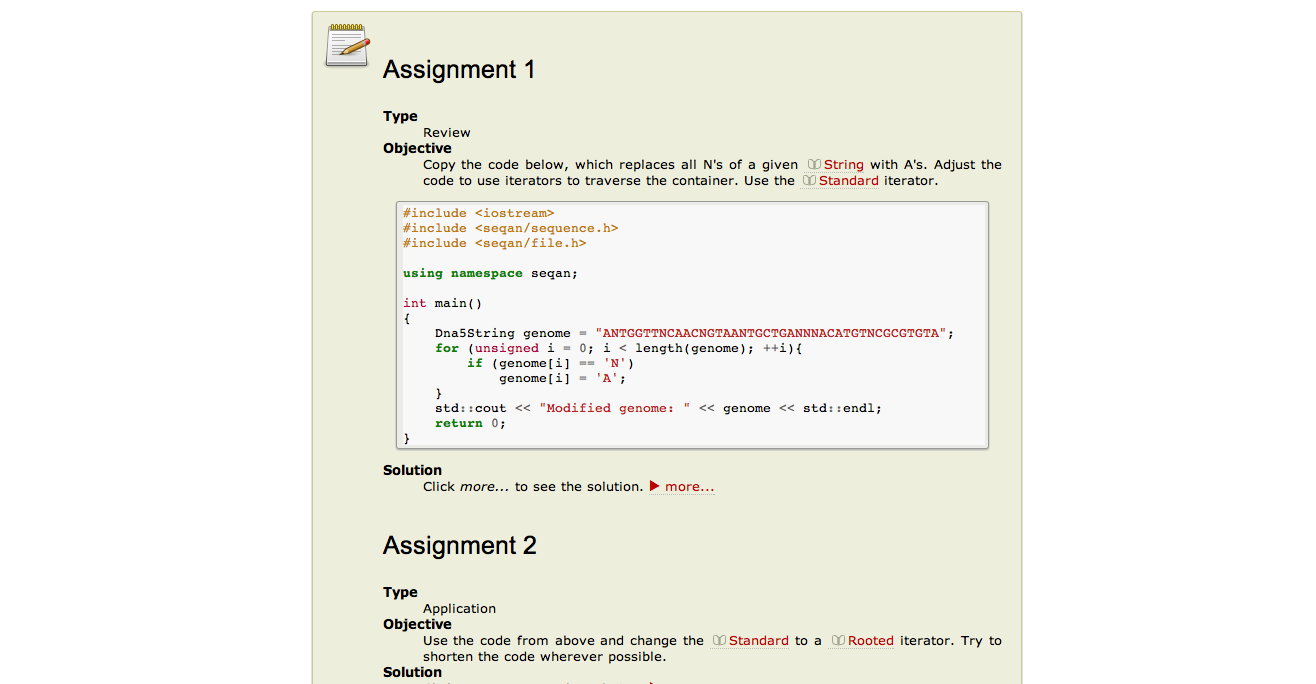 Assignment 1
Type
Review
Objective
Copy the code below, which replaces all N's of a given String with A's. Adjust the
code to use iterators to traverse the container. Use the Standard iterator.
#include <iostream>
#include <seqan/sequence.h>
#include <seqan/file.h>
using namespace seqan;
int main()
{
    Dna5String genome = "ANTGGTTNCAACNGTAANTGCTGANNNACATGTNCGCGTGTA";
    for (unsigned i = 0; i < length(genome); ++i){
        if (genome[i] == 'N')
            genome[i] = 'A';
    }
    std::cout << "Modified genome: " << genome << std::endl;
    return 0;
}
Solution
Click more... to see the solution. more...
Assignment 2
Type
Application
Objective
Use the code from above and change the Standard to a Rooted iterator. Try to
shorten the code wherever possible.
Solution